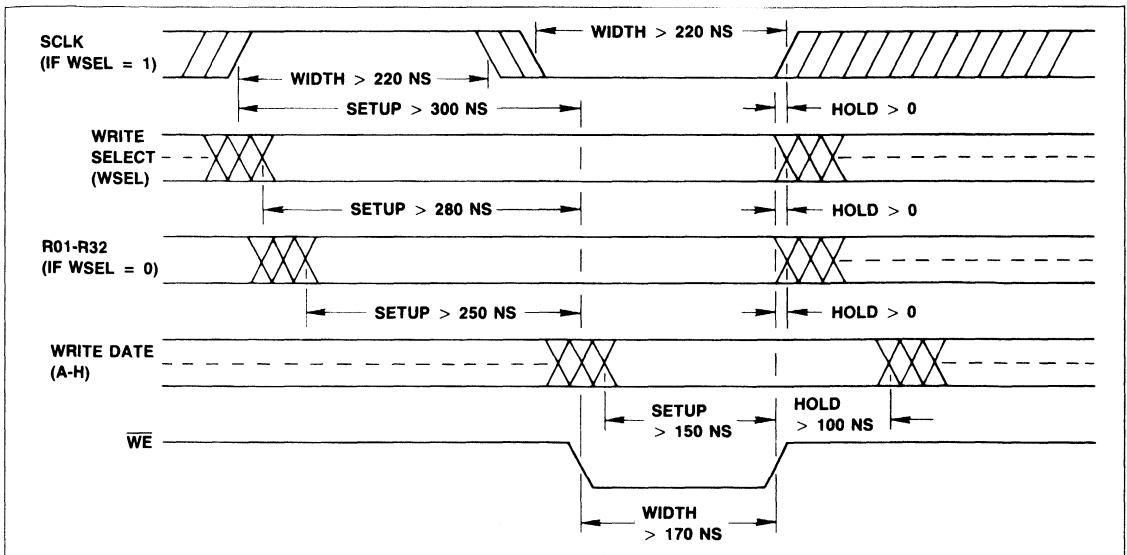 SCLK
(IF WSEL = 1)
WIDTH > 220 NS
WIDTH > 220 NS
SETUP > 300 NS
HOLD > 0
WRITE
SELECT
(WSEL)
SETUP > 280 NS
HOLD > 0
R01-R32
(IF WSEL = 0)
SETUP > 250 NS
HOLD > 0
WRITE DATE
(A-H)
SETUP
> 150 NS
HOLD
> 100 NS
WE
WIDTH
> 170 NS